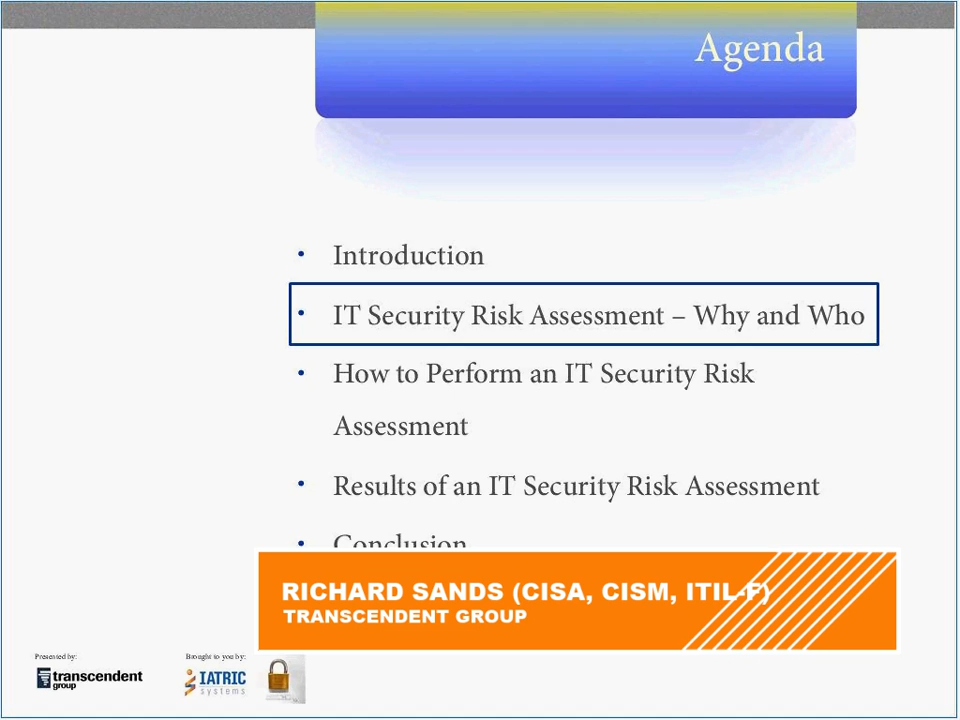 Agenda
• Introduction
• IT Security Risk Assessment – Why and Who
• How to Perform an IT Security Risk
Assessment
• Results of an IT Security Risk Assessment
• Conclusion
RICHARD SANDS (CISA, CISM, ITIL-F)
TRANSCENDENT GROUP
Presented by:
Brought to you by:
transcendent
group
IATRIC
systems